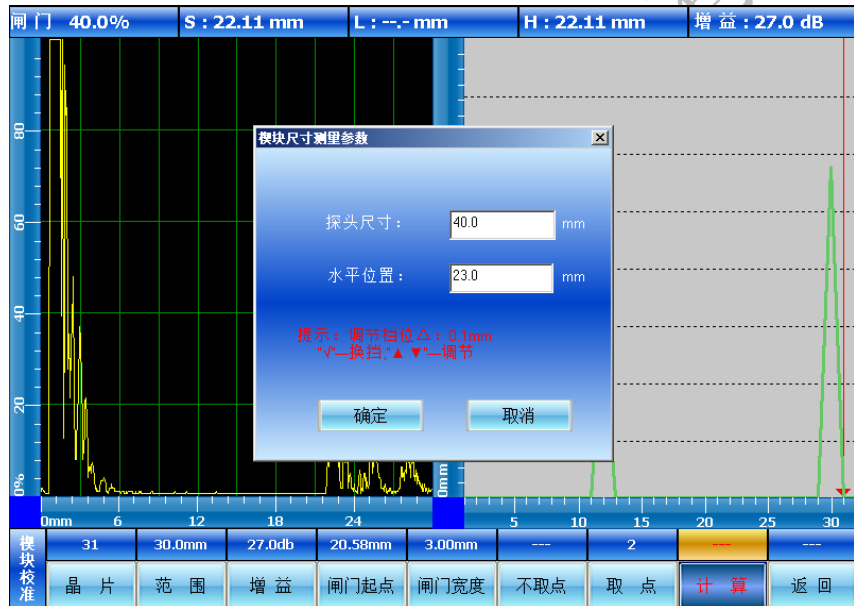 闸 门 40.0% S : 22.11 mm L : --.- mm H : 22.11 mm 增 益 : 27.0 dB
80
60
40
20
0%
0mm 6 12 18 24
0mm
5 10 15 20 25 30
楔块尺寸测里参数
探头尺寸： 40.0 mm
水平位置： 23.0 mm
提示：调节档位△：0.1mm
"√"—换挡,"▲ ▼"—调节
确定 取消
楔块校准
31 30.0mm 27.0db 20.58mm 3.00mm --- 2 --- ---
晶 片 范 围 增 益 闸门起点 闸门宽度 不取点 取 点 计 算 返 回